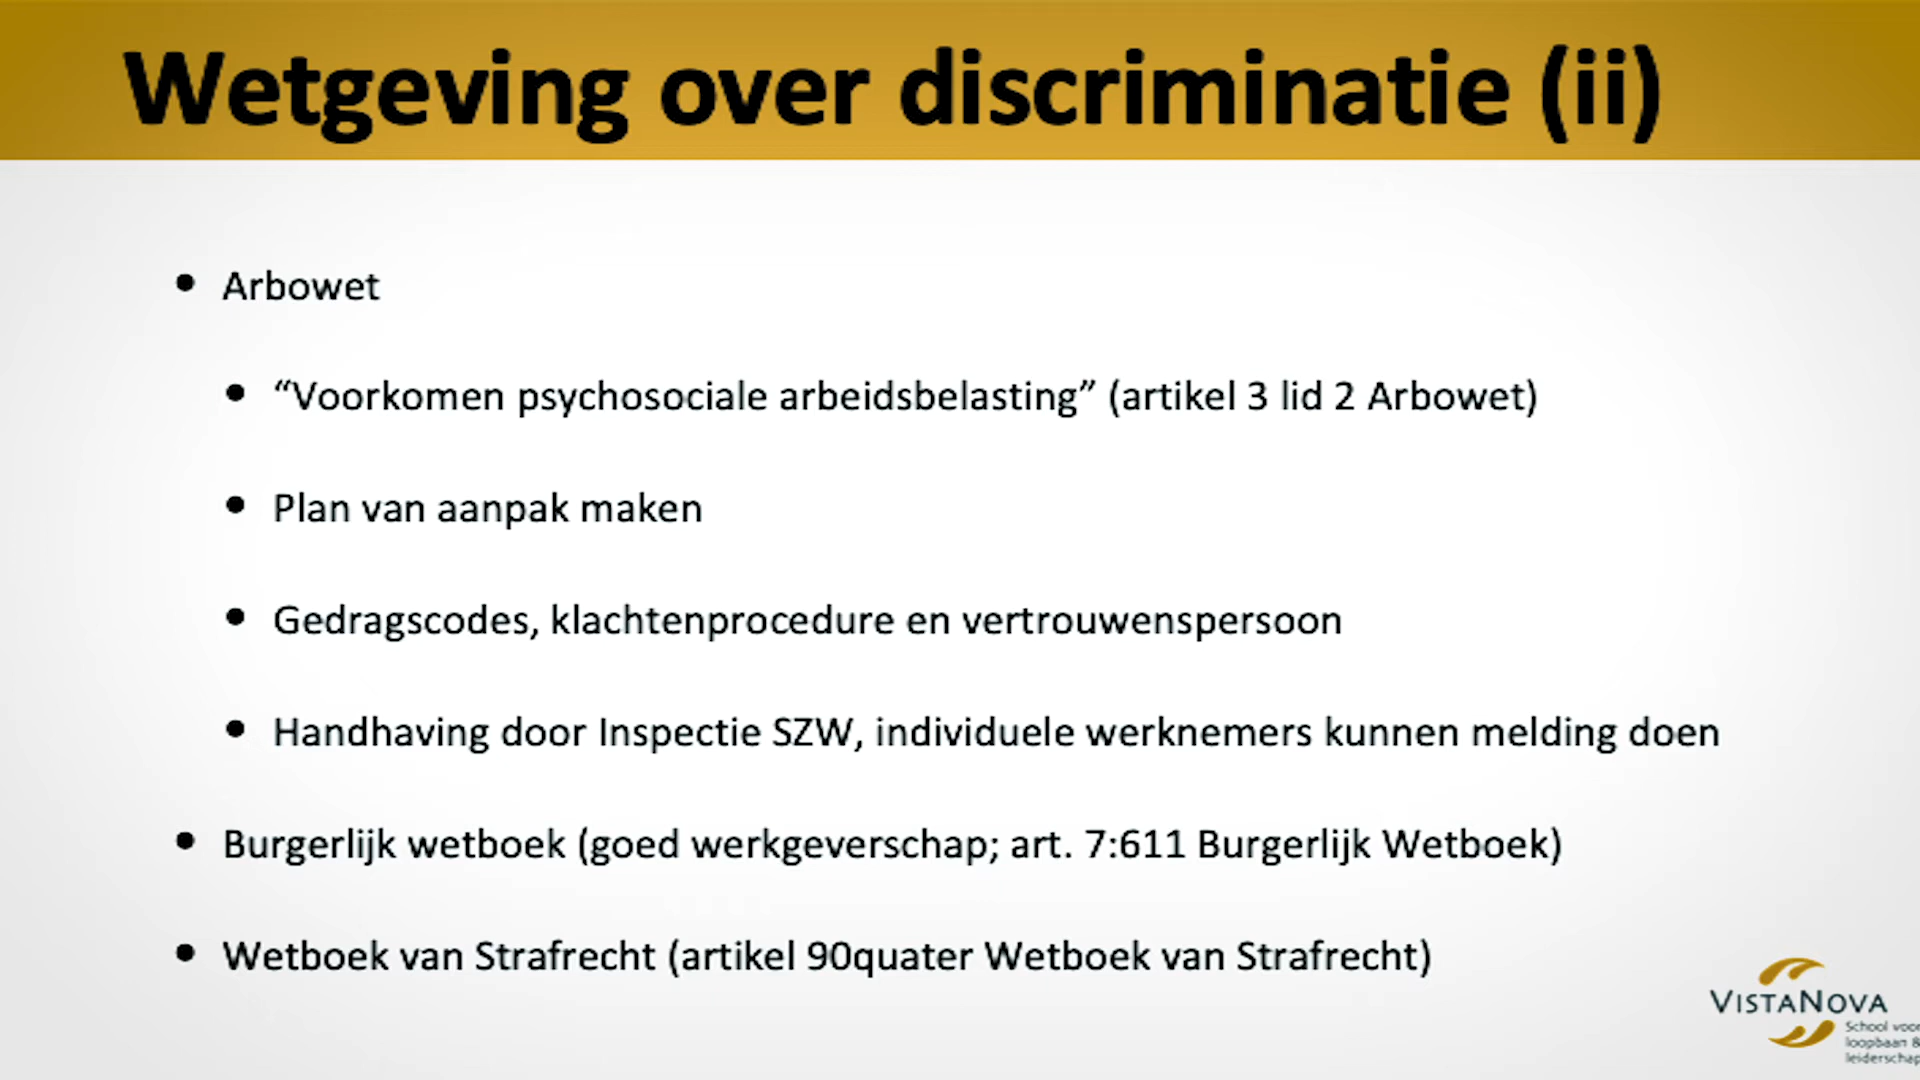 Wetgeving over discriminatie (ii)
• Arbowet
• “Voorkomen psychosociale arbeidsbelasting” (artikel 3 lid 2 Arbowet)
• Plan van aanpak maken
• Gedragscodes, klachtenprocedure en vertrouwenspersoon
• Handhaving door Inspectie SZW, individuele werknemers kunnen melding doen
• Burgerlijk wetboek (goed werkgeverschap; art. 7:611 Burgerlijk Wetboek)
• Wetboek van Strafrecht (artikel 90quater Wetboek van Strafrecht)
VISTANOVA
School voor
loopbaan &
leiderschap